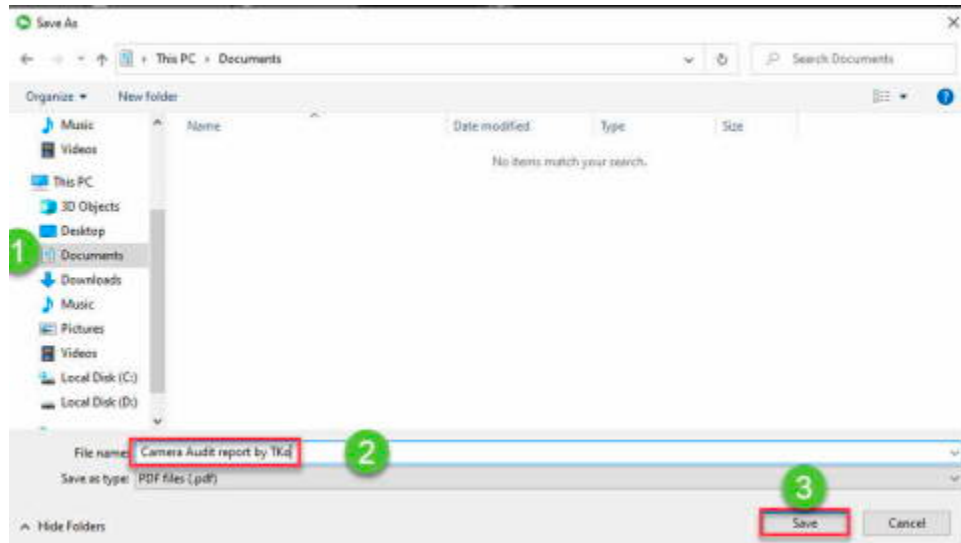 Save As
This PC › Documents
Search Documents
Organize
New folder
Music
Videos
This PC
3D Objects
Desktop
Documents
Downloads
Music
Pictures
Videos
Local Disk (C:)
Local Disk (D:)
Name
Date modified
Type
Size
No items match your search.
1
File name: Camera Audit report by
2
Save as type: PDF files (.pdf)
3
Hide Folders
Save
Cancel